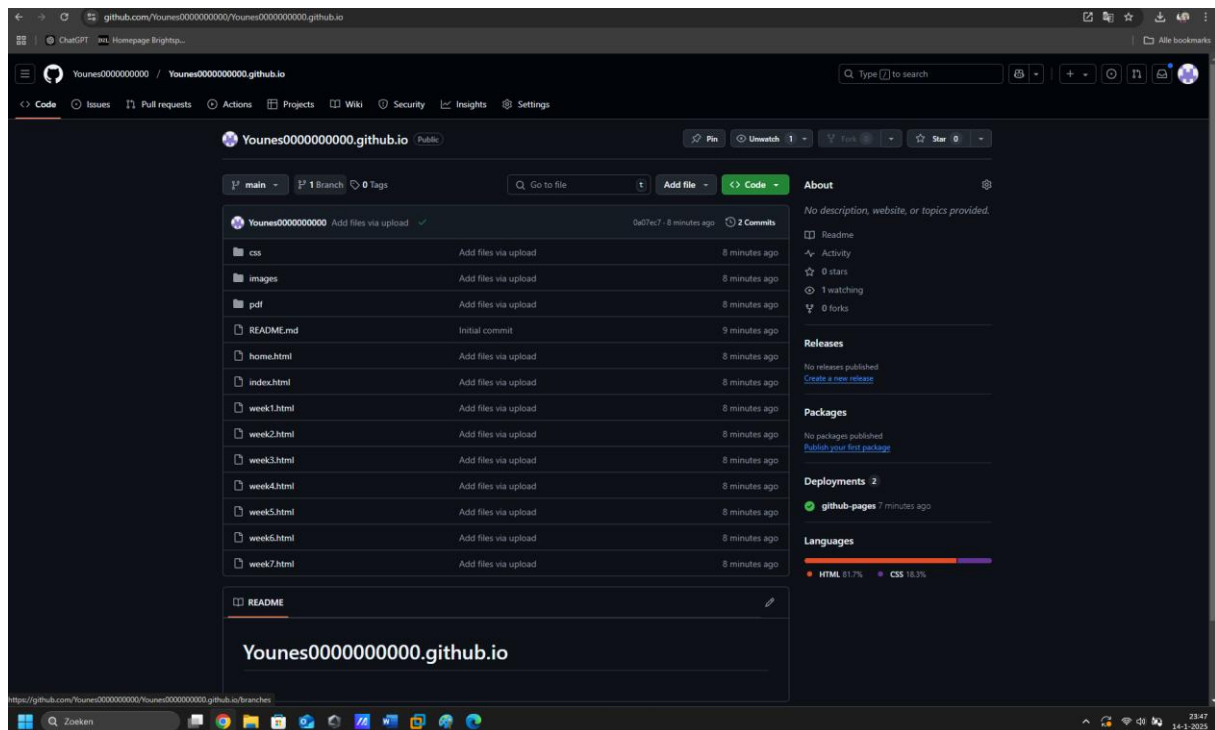 github.com/Younes0000000000/Younes0000000000.github.io
ChatGPT DZL Homepage Brightsp... Alle bookmarks
Younes0000000000 / Younes0000000000.github.io Type / to search
Code Issues Pull requests Actions Projects Wiki Security Insights Settings
Younes0000000000.github.io Public Pin Unwatch 1 Fork 0 Star 0
main 1 Branch 0 Tags Go to file t Add file Code
Younes0000000000 Add files via upload 0a07ec7 · 8 minutes ago 2 Commits
css Add files via upload 8 minutes ago
images Add files via upload 8 minutes ago
pdf Add files via upload 8 minutes ago
README.md Initial commit 9 minutes ago
home.html Add files via upload 8 minutes ago
index.html Add files via upload 8 minutes ago
week1.html Add files via upload 8 minutes ago
week2.html Add files via upload 8 minutes ago
week3.html Add files via upload 8 minutes ago
week4.html Add files via upload 8 minutes ago
week5.html Add files via upload 8 minutes ago
week6.html Add files via upload 8 minutes ago
week7.html Add files via upload 8 minutes ago
README
Younes0000000000.github.io
About
No description, website, or topics provided.
Readme
Activity
0 stars
1 watching
0 forks
Releases
No releases published
Create a new release
Packages
No packages published
Publish your first package
Deployments 2
github-pages 7 minutes ago
Languages
HTML 81.7% CSS 18.3%
https://github.com/Younes0000000000/Younes0000000000.github.io/branches
Zoeken
23:47
14-1-2025